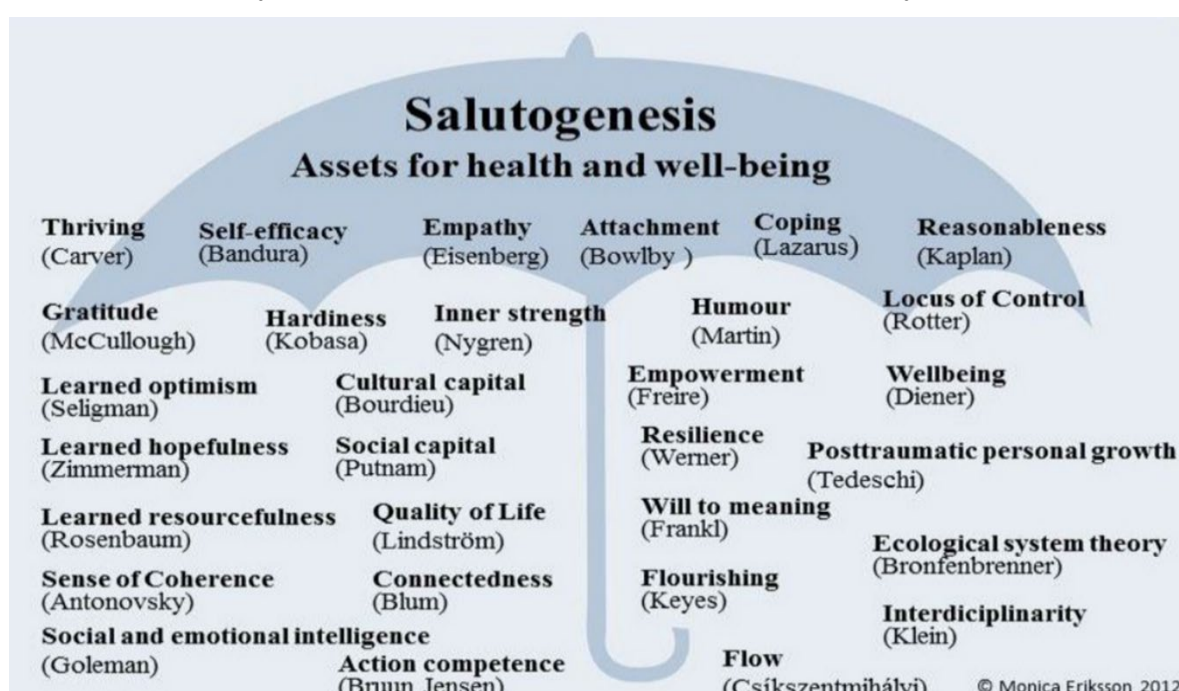 Salutogenesis
Assets for health and well-being
Thriving
(Carver)
Self-efficacy
(Bandura)
Empathy
(Eisenberg)
Attachment
(Bowlby )
Coping
(Lazarus)
Reasonableness
(Kaplan)
Gratitude
(McCullough)
Hardiness
(Kobasa)
Inner strength
(Nygren)
Humour
(Martin)
Locus of Control
(Rotter)
Learned optimism
(Seligman)
Cultural capital
(Bourdieu)
Empowerment
(Freire)
Wellbeing
(Diener)
Learned hopefulness
(Zimmerman)
Social capital
(Putnam)
Resilience
(Werner)
Posttraumatic personal growth
(Tedeschi)
Learned resourcefulness
(Rosenbaum)
Quality of Life
(Lindström)
Will to meaning
(Frankl)
Ecological system theory
(Bronfenbrenner)
Sense of Coherence
(Antonovsky)
Connectedness
(Blum)
Flourishing
(Keyes)
Interdiciplinarity
(Klein)
Social and emotional intelligence
(Goleman)
Action competence
(Bruun Jensen)
Flow
(Csíkszentmihályi)
© Monica Eriksson 2012